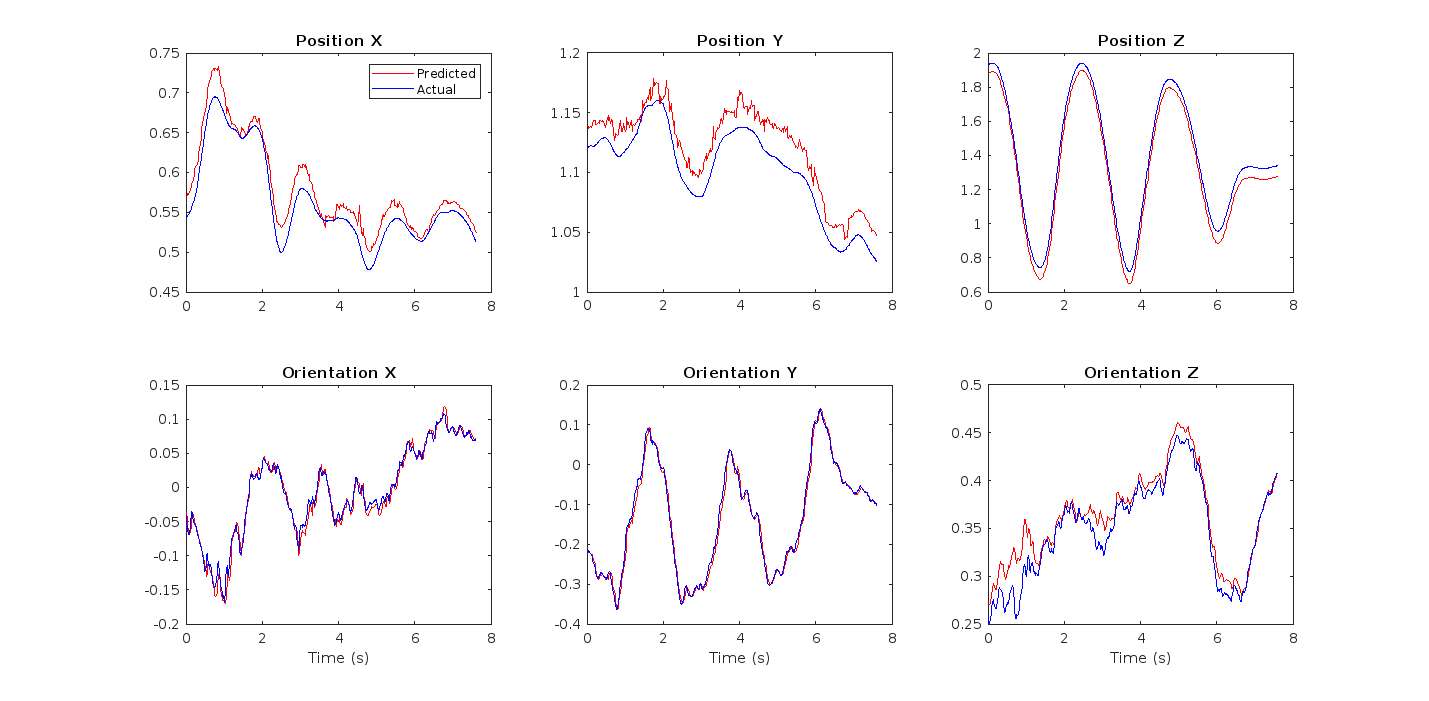 Position X
0.75
0.7
0.65
0.6
0.55
0.5
0.45
0 2 4 6 8
Predicted
Actual
Position Y
1.2
1.15
1.1
1.05
1
0 2 4 6 8
Position Z
2
1.8
1.6
1.4
1.2
1
0.8
0.6
0 2 4 6 8
Orientation X
0.15
0.1
0.05
0
-0.05
-0.1
-0.15
-0.2
0 2 4 6 8
Time (s)
Orientation Y
0.2
0.1
0
-0.1
-0.2
-0.3
-0.4
0 2 4 6 8
Time (s)
Orientation Z
0.5
0.45
0.4
0.35
0.3
0.25
0 2 4 6 8
Time (s)